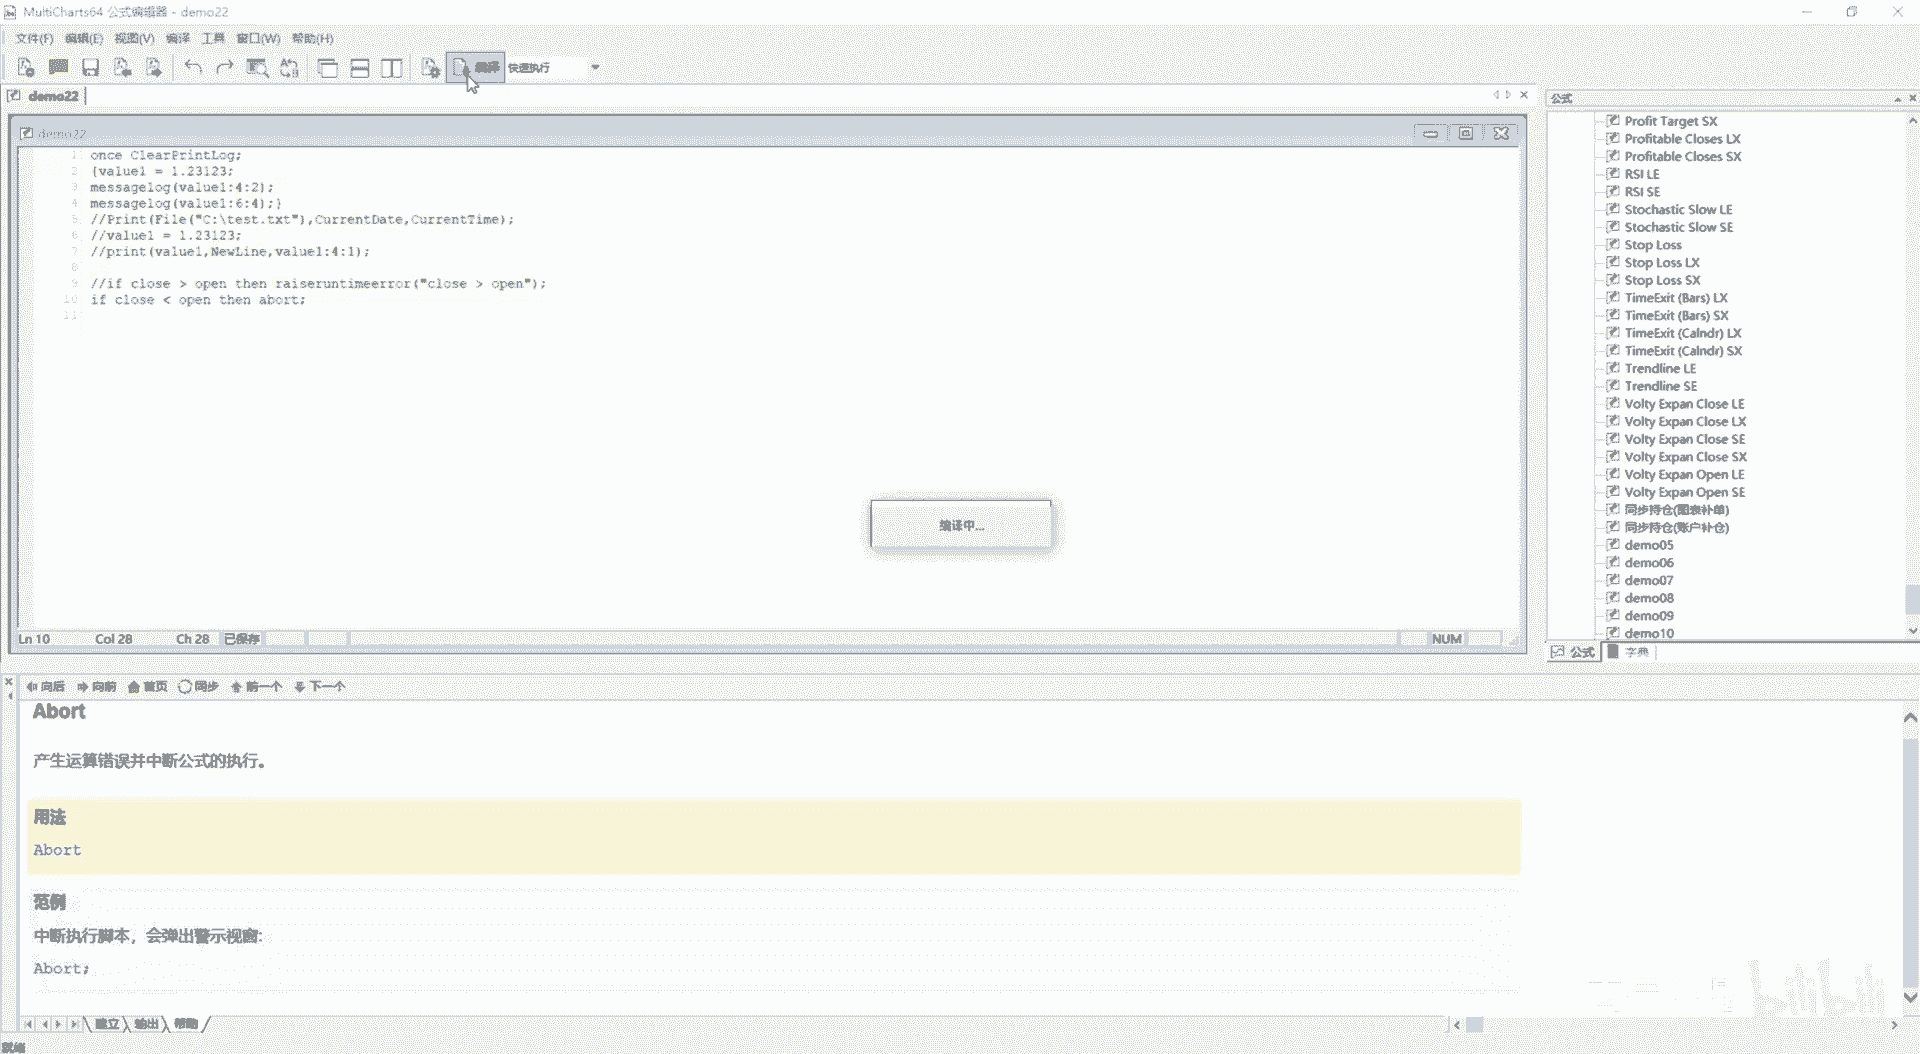 MultiCharts64 公式编辑器 - demo22
文件(F) 编辑(E) 视图(V) 编译 工具 窗口(W) 帮助(H)
编译 快速执行
demo22
公式
demo22
1 once ClearPrintLog;
2 {value1 = 1.23123;
3 messagelog(value1:4:2);
4 messagelog(value1:6:4);}
5 //Print(File("C:\test.txt"),CurrentDate,CurrentTime);
6 //value1 = 1.23123;
7 //print(value1,NewLine,value1:4:1);
8
9 //if close > open then raiseruntimeerror("close > open");
10 if close < open then abort;
11
编译中...
Ln 10 Col 28 Ch 28 已保存 NUM
Profit Target SX
Profitable Closes LX
Profitable Closes SX
RSI LE
RSI SE
Stochastic Slow LE
Stochastic Slow SE
Stop Loss
Stop Loss LX
Stop Loss SX
TimeExit (Bars) LX
TimeExit (Bars) SX
TimeExit (Calndr) LX
TimeExit (Calndr) SX
Trendline LE
Trendline SE
Volty Expan Close LE
Volty Expan Close LX
Volty Expan Close SE
Volty Expan Close SX
Volty Expan Open LE
Volty Expan Open SE
同步持仓(图表补单)
同步持仓(账户补仓)
demo05
demo06
demo07
demo08
demo09
demo10
公式 字典
向后 向前 首页 同步 前一个 下一个
Abort
产生运算错误并中断公式的执行。
用法
Abort
范例
中断执行脚本，会弹出警示视窗:
Abort;
建立 输出 帮助
就绪
bilibili